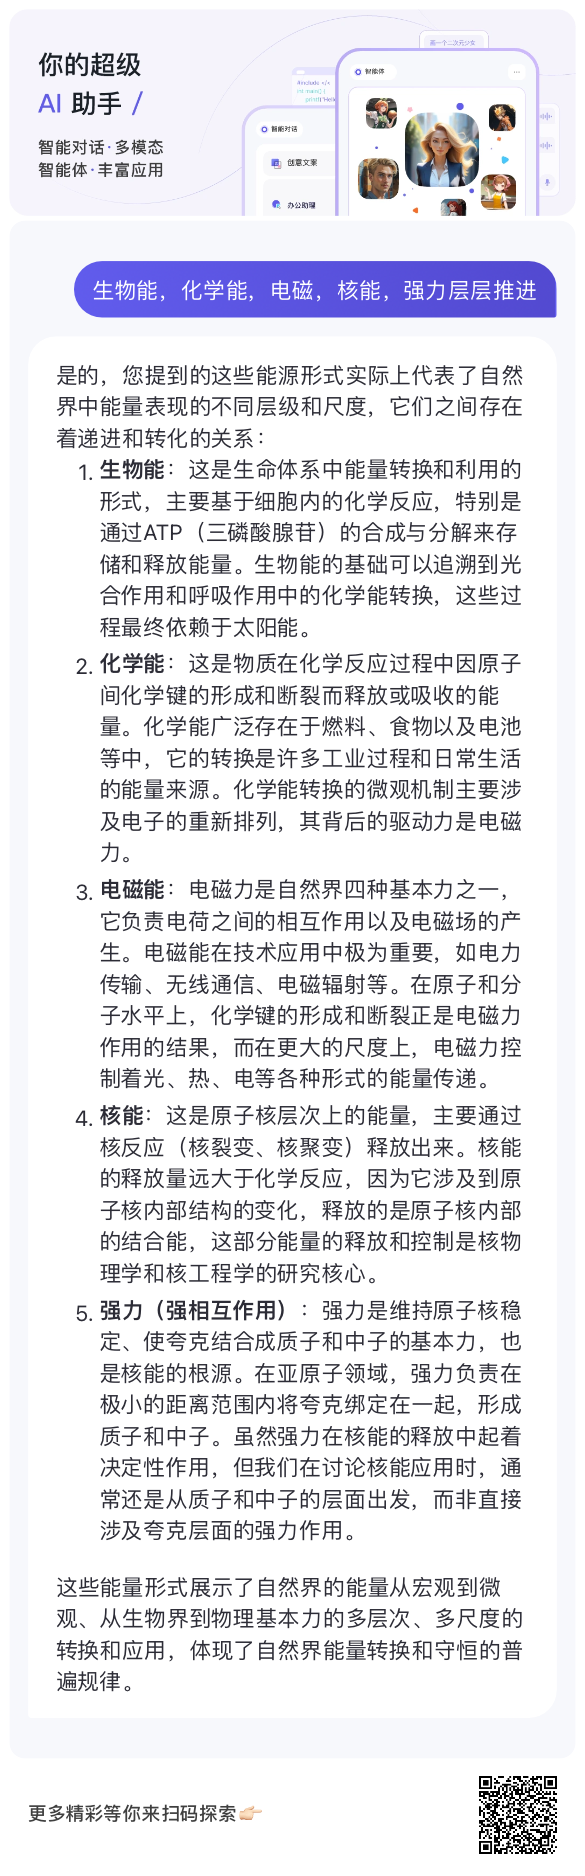 你的超级
AI 助手 /
智能对话·多模态
智能体·丰富应用
画一个二次元少女
#include </>
int main() {
print("Hello
智能体
智能对话
创意文案
办公助理
生物能，化学能，电磁，核能，强力层层推进
是的，您提到的这些能源形式实际上代表了自然
界中能量表现的不同层级和尺度，它们之间存在
着递进和转化的关系：
1. 生物能：这是生命体系中能量转换和利用的
形式，主要基于细胞内的化学反应，特别是
通过ATP（三磷酸腺苷）的合成与分解来存
储和释放能量。生物能的基础可以追溯到光
合作用和呼吸作用中的化学能转换，这些过
程最终依赖于太阳能。
2. 化学能：这是物质在化学反应过程中因原子
间化学键的形成和断裂而释放或吸收的能
量。化学能广泛存在于燃料、食物以及电池
等中，它的转换是许多工业过程和日常生活
的能量来源。化学能转换的微观机制主要涉
及电子的重新排列，其背后的驱动力是电磁
力。
3. 电磁能：电磁力是自然界四种基本力之一，
它负责电荷之间的相互作用以及电磁场的产
生。电磁能在技术应用中极为重要，如电力
传输、无线通信、电磁辐射等。在原子和分
子水平上，化学键的形成和断裂正是电磁力
作用的结果，而在更大的尺度上，电磁力控
制着光、热、电等各种形式的能量传递。
4. 核能：这是原子核层次上的能量，主要通过
核反应（核裂变、核聚变）释放出来。核能
的释放量远大于化学反应，因为它涉及到原
子核内部结构的变化，释放的是原子核内部
的结合能，这部分能量的释放和控制是核物
理学和核工程学的研究核心。
5. 强力（强相互作用）：强力是维持原子核稳
定、使夸克结合成质子和中子的基本力，也
是核能的根源。在亚原子领域，强力负责在
极小的距离范围内将夸克绑定在一起，形成
质子和中子。虽然强力在核能的释放中起着
决定性作用，但我们在讨论核能应用时，通
常还是从质子和中子的层面出发，而非直接
涉及夸克层面的强力作用。
这些能量形式展示了自然界的能量从宏观到微
观、从生物界到物理基本力的多层次、多尺度的
转换和应用，体现了自然界能量转换和守恒的普
遍规律。
更多精彩等你来扫码探索👉🏻